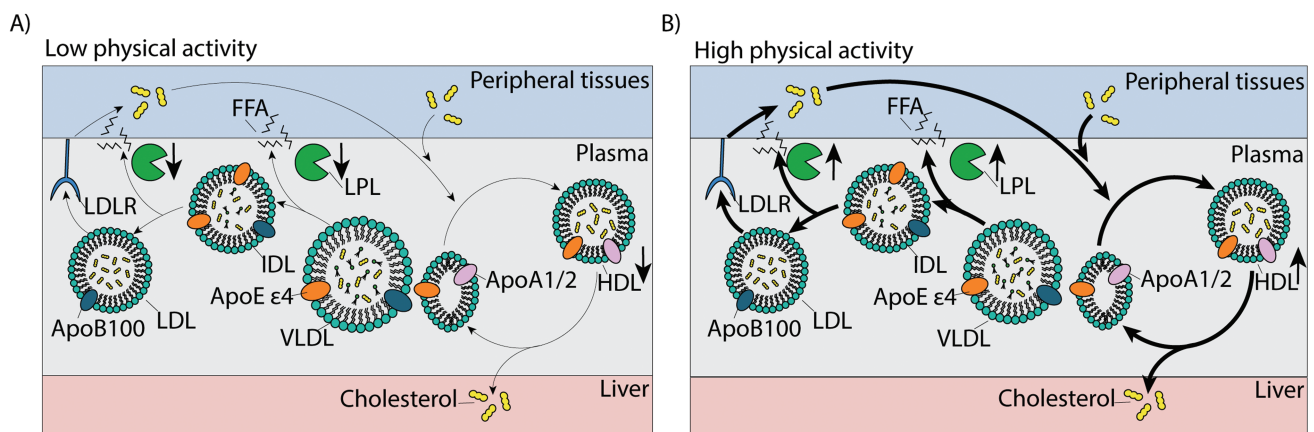 A)
Low physical activity
Peripheral tissues
FFA
Plasma
LPL
LDLR
IDL
ApoA1/2
HDL
ApoE ε4
ApoB100
LDL
VLDL
Liver
Cholesterol
B)
High physical activity
Peripheral tissues
FFA
Plasma
LPL
LDLR
IDL
ApoA1/2
HDL
ApoE ε4
ApoB100
LDL
VLDL
Liver
Cholesterol